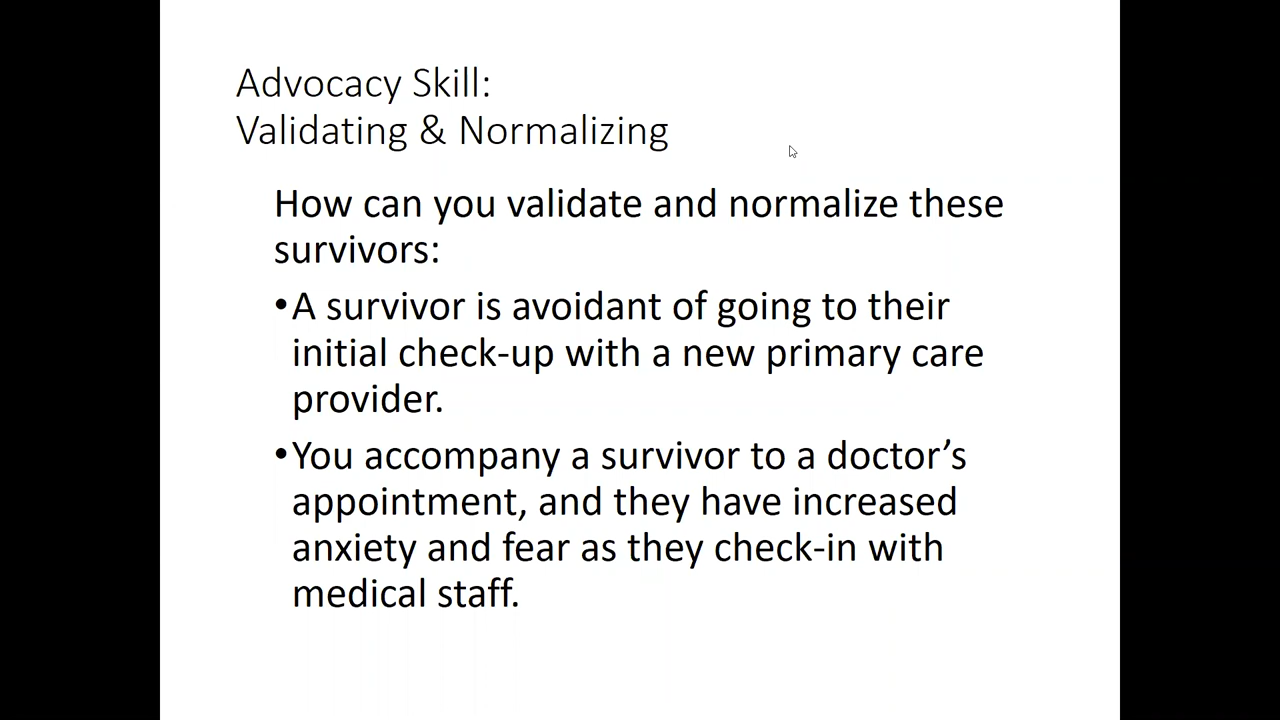 Advocacy Skill:
Validating & Normalizing
How can you validate and normalize these
survivors:
•A survivor is avoidant of going to their
initial check-up with a new primary care
provider.
•You accompany a survivor to a doctor’s
appointment, and they have increased
anxiety and fear as they check-in with
medical staff.